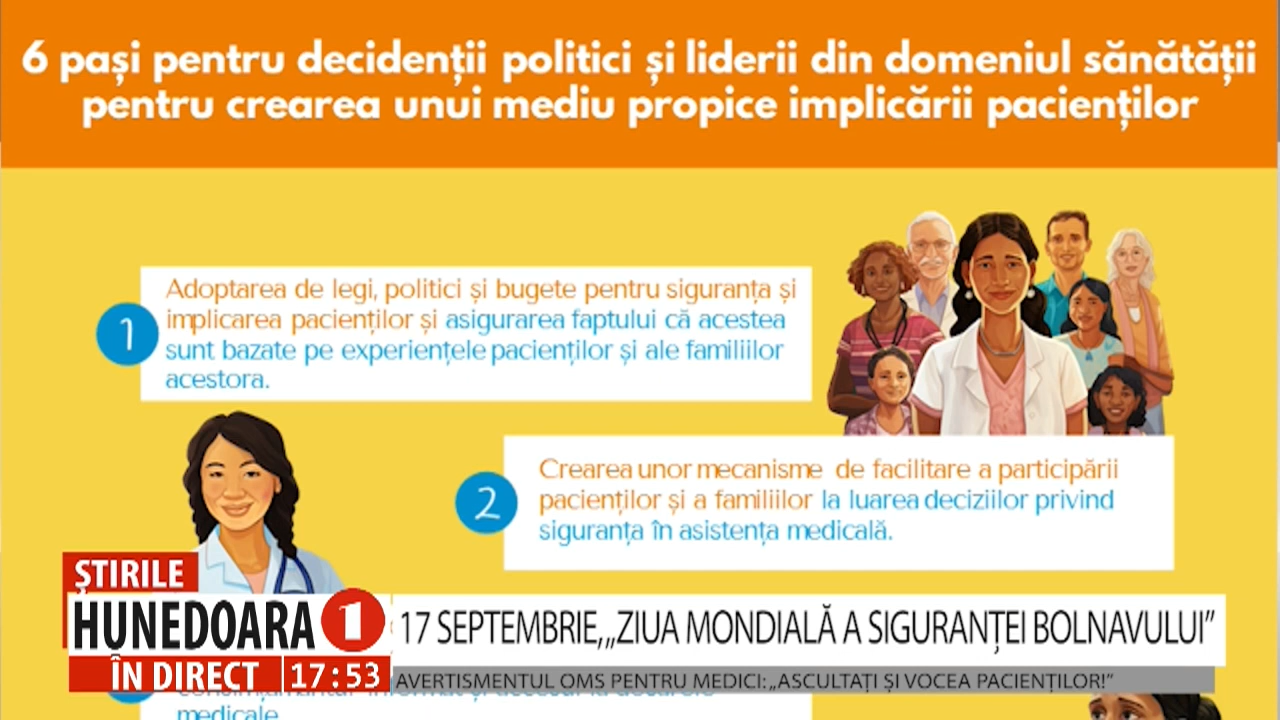 6 pași pentru decidenții politici și liderii din domeniul sănătății
pentru crearea unui mediu propice implicării pacienților
1
Adoptarea de legi, politici și bugete pentru siguranța și
implicarea pacienților și asigurarea faptului că acestea
sunt bazate pe experiențele pacienților și ale familiilor
acestora.
2
Crearea unor mecanisme de facilitare a participării
pacienților și a familiilor la luarea deciziilor privind
siguranța în asistența medicală.
ȘTIRILE
HUNEDOARA 1
ÎN DIRECT 17:53
17 SEPTEMBRIE,„ZIUA MONDIALĂ A SIGURANȚEI BOLNAVULUI”
AVERTISMENTUL OMS PENTRU MEDICI:„ASCULTAȚI ȘI VOCEA PACIENȚILOR!”
medicale